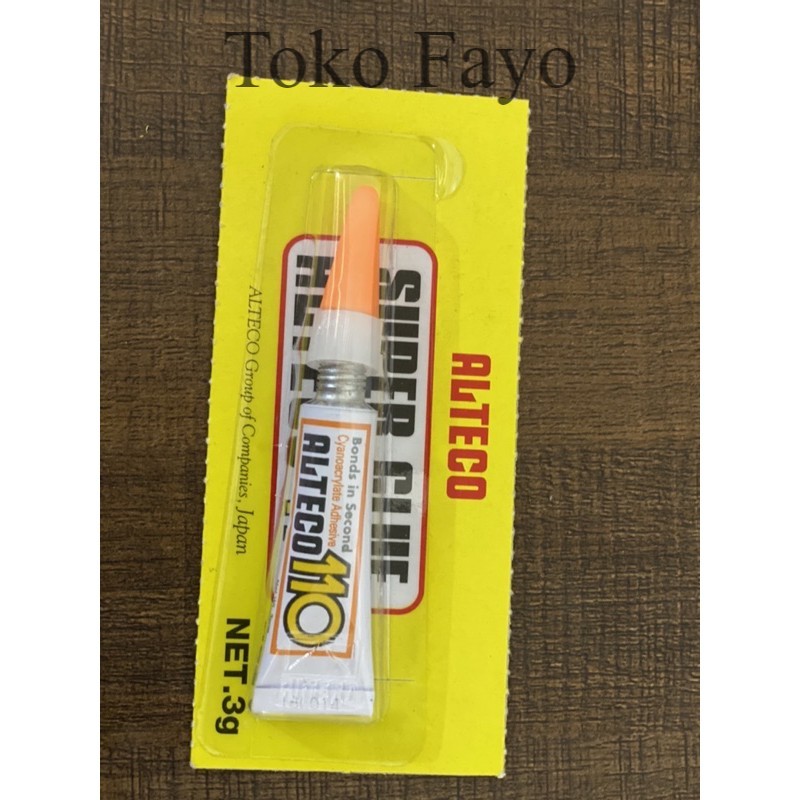 Toko Fayo
ALTECO
SUPER GLUE
ALTECO Group of Companies, Japan
NET.3g
Bonds in Second
Cyanoacrylate Adhesive
ALTECO 110